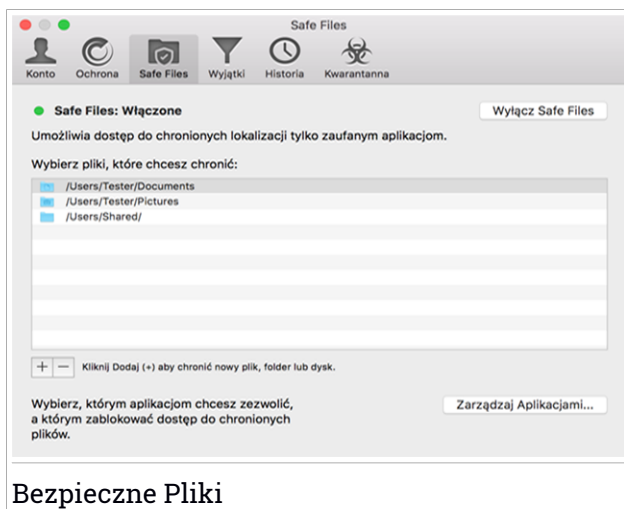 Safe Files
Konto Ochrona Safe Files Wyjątki Historia Kwarantanna
Safe Files: Włączone
Wyłącz Safe Files
Umożliwia dostęp do chronionych lokalizacji tylko zaufanym aplikacjom.
Wybierz pliki, które chcesz chronić:
/Users/Tester/Documents
/Users/Tester/Pictures
/Users/Shared/
+ − Kliknij Dodaj (+) aby chronić nowy plik, folder lub dysk.
Wybierz, którym aplikacjom chcesz zezwolić,
a którym zablokować dostęp do chronionych
plików.
Zarządzaj Aplikacjami...
Bezpieczne Pliki